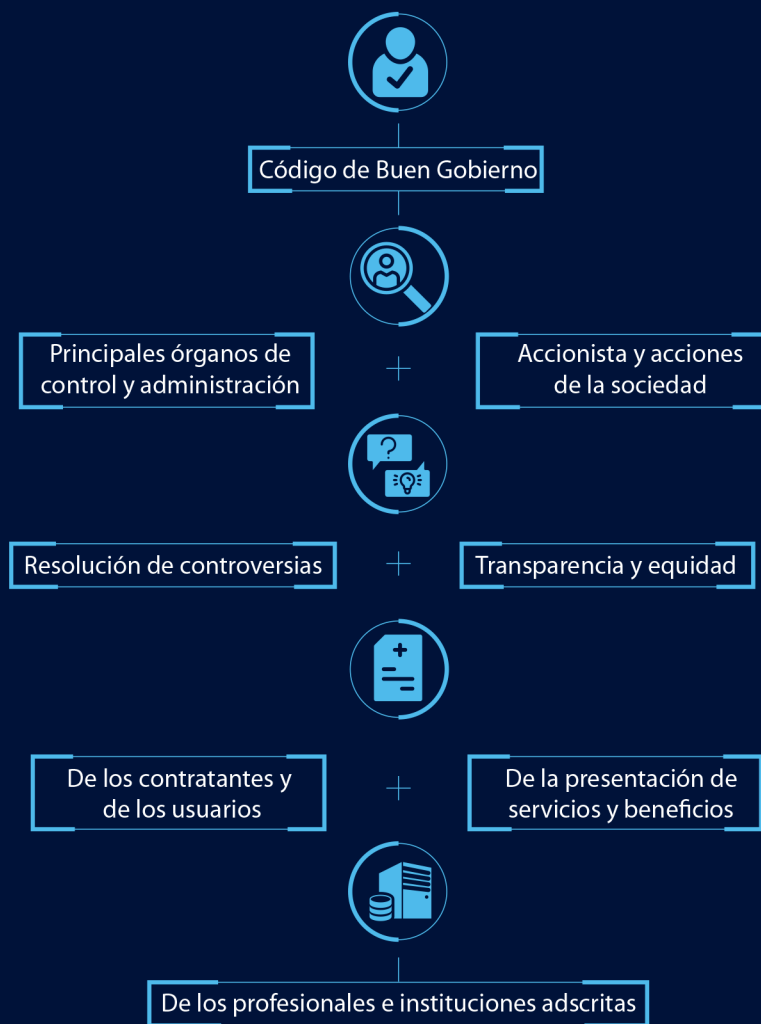 Código de Buen Gobierno
Principales órganos de
control y administración
Accionista y acciones
de la sociedad
Resolución de controversias
Transparencia y equidad
De los contratantes y
de los usuarios
De la presentación de
servicios y beneficios
De los profesionales e instituciones adscritas